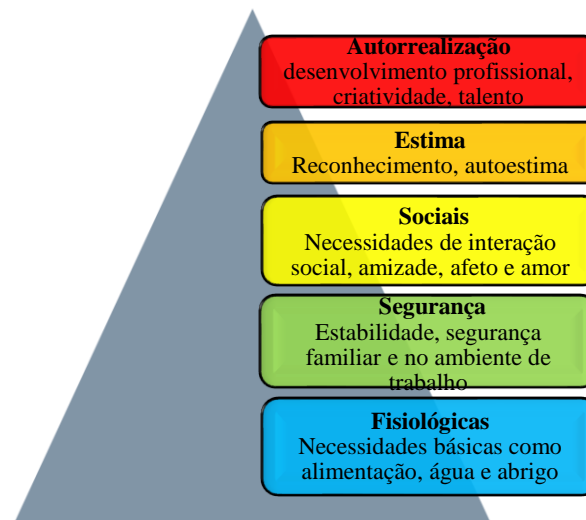 Autorrealização
desenvolvimento profissional,
criatividade, talento
Estima
Reconhecimento, autoestima
Sociais
Necessidades de interação
social, amizade, afeto e amor
Segurança
Estabilidade, segurança
familiar e no ambiente de
trabalho
Fisiológicas
Necessidades básicas como
alimentação, água e abrigo